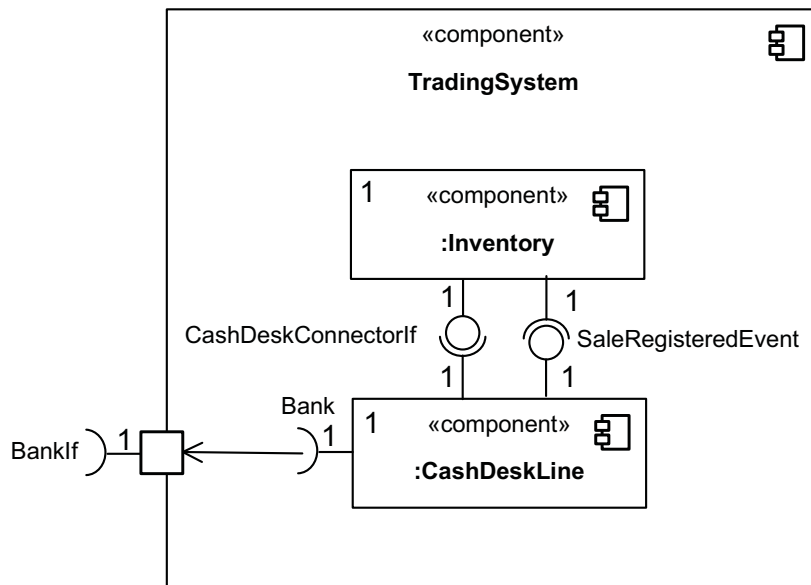 «component»
TradingSystem
1
«component»
:Inventory
1
1
CashDeskConnectorIf
SaleRegisteredEvent
1
1
Bank
1
«component»
BankIf
1
1
:CashDeskLine